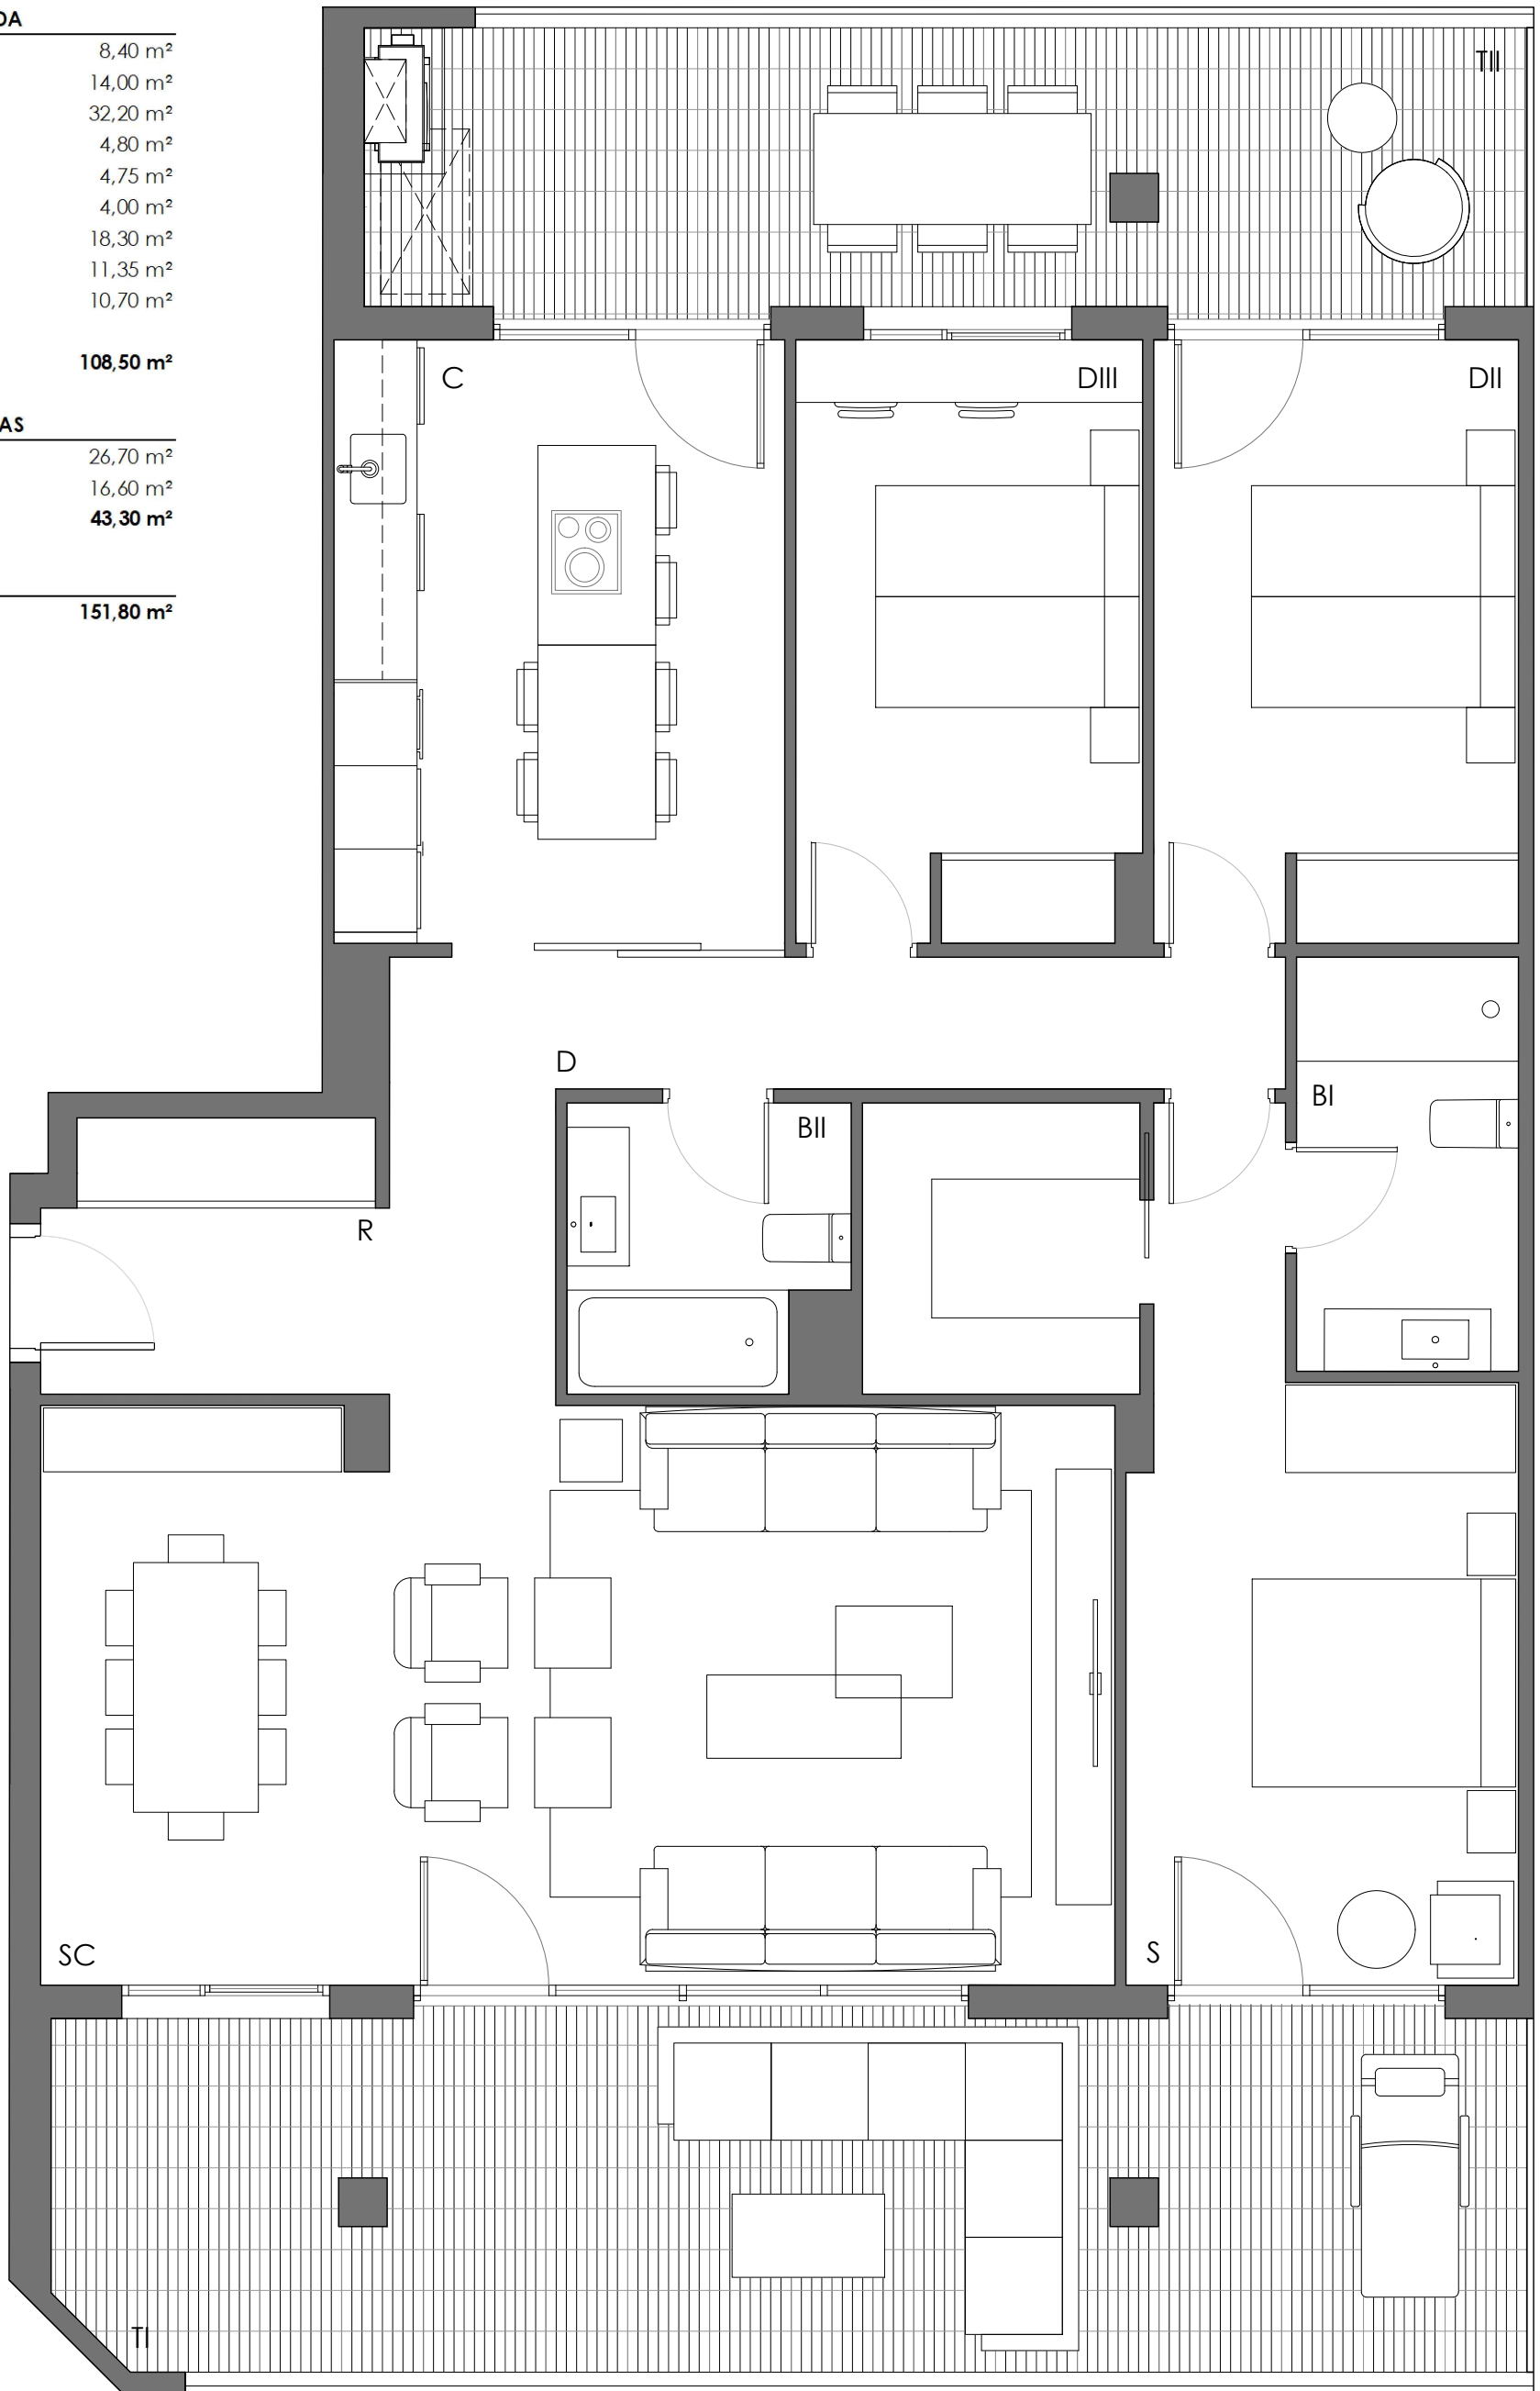 DA
8,40 m²
14,00 m²
32,20 m²
4,80 m²
4,75 m²
4,00 m²
18,30 m²
11,35 m²
10,70 m²
108,50 m²
AS
26,70 m²
16,60 m²
43,30 m²
151,80 m²
TII
C
DIII
DII
D
BI
BII
R
SC
S
TI